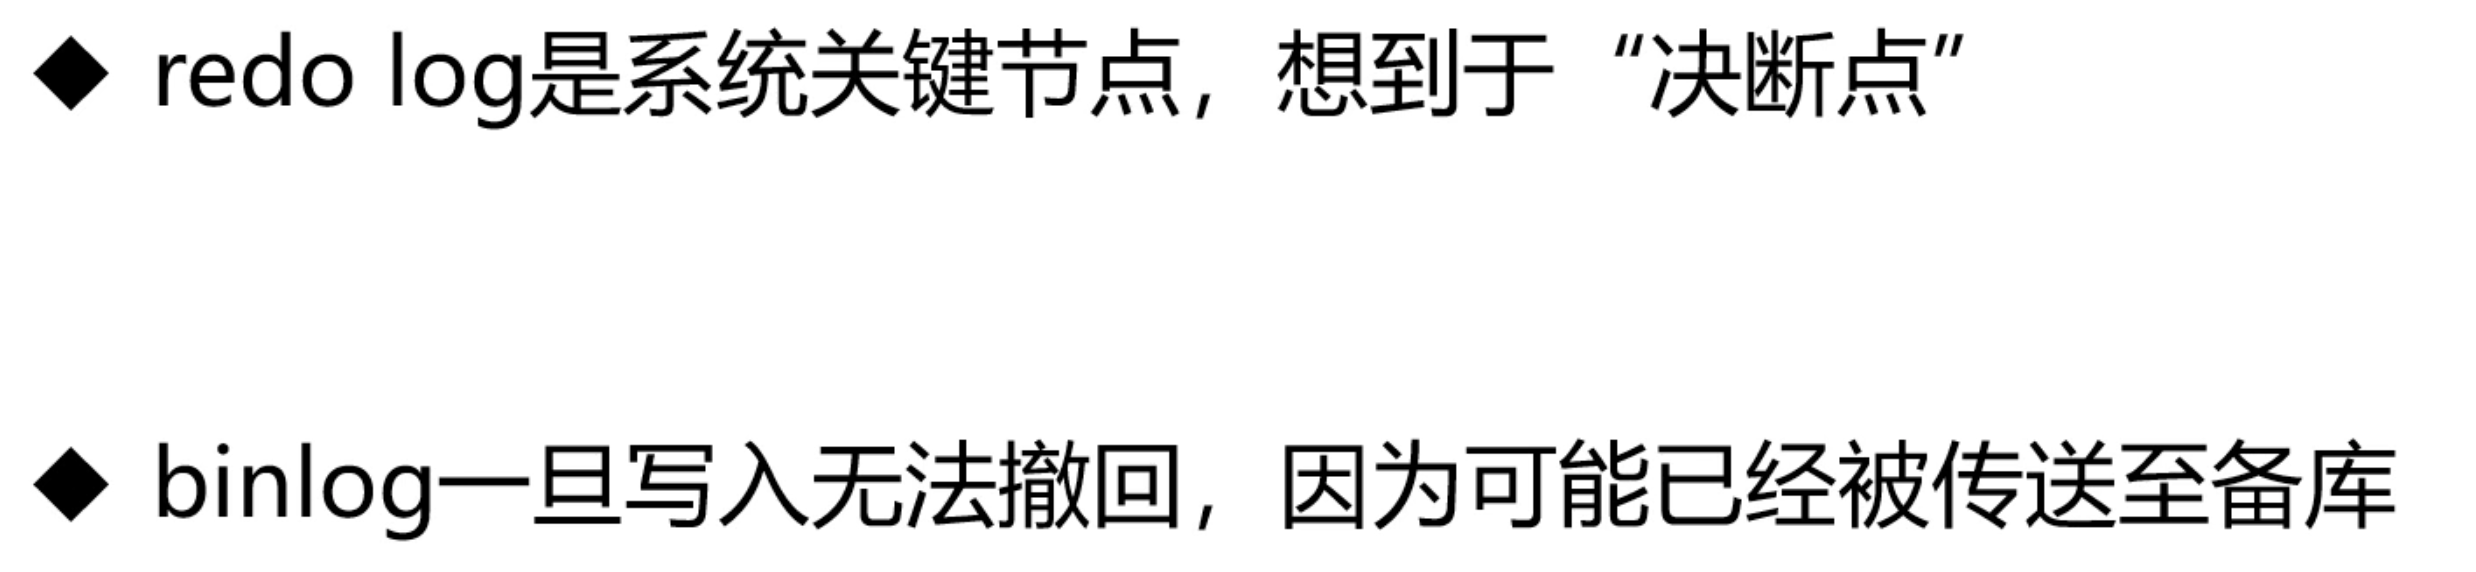 ◆ redo log是系统关键节点，想到于“决断点”
◆ binlog一旦写入无法撤回，因为可能已经被传送至备库